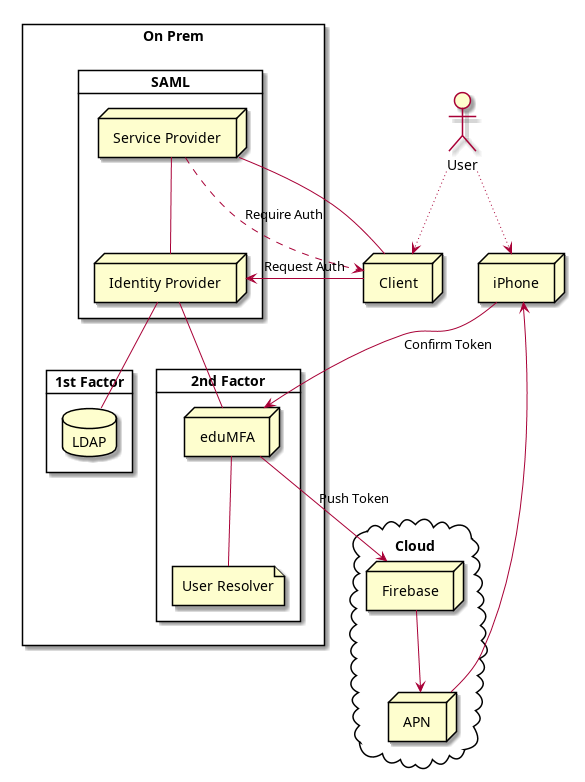 On Prem
SAML
Service Provider
User
Require Auth
Request Auth
Identity Provider
Client
iPhone
Confirm Token
1st Factor
2nd Factor
LDAP
eduMFA
Push Token
Cloud
User Resolver
Firebase
APN